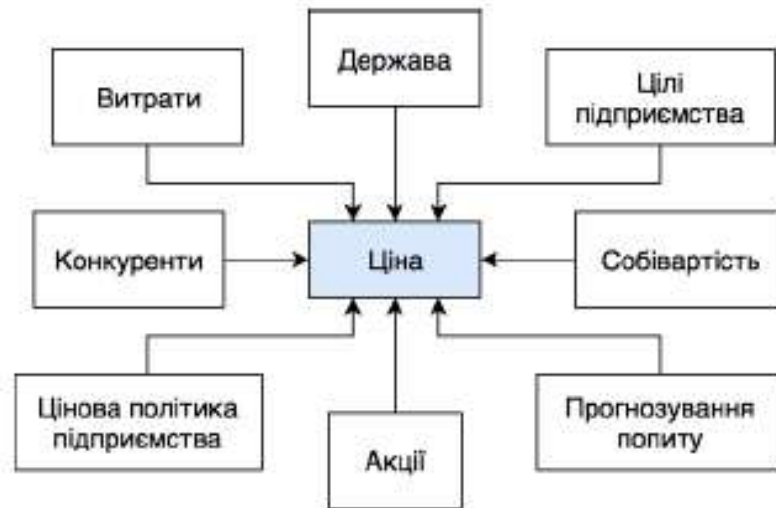 Держава
Витрати
Цілі
підприємства
Конкуренти
Ціна
Собівартість
Цінова політика
підприємства
Акції
Прогнозування
попиту